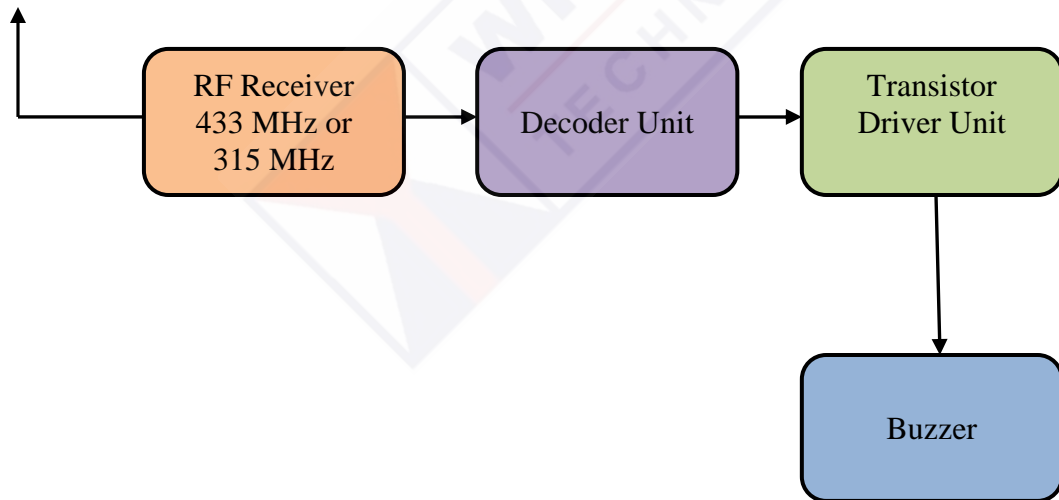 RF Receiver
433 MHz or
315 MHz
Decoder Unit
Transistor
Driver Unit
Buzzer